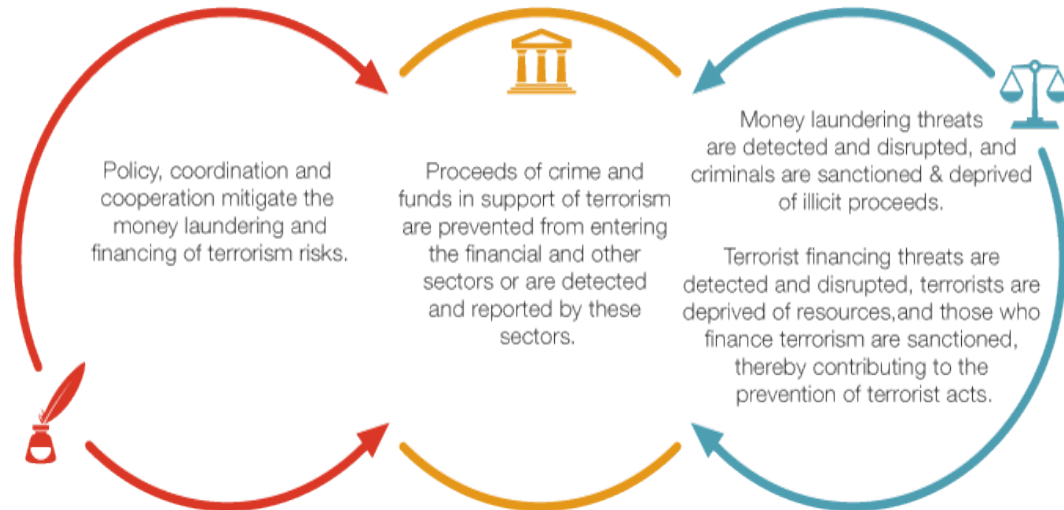 Policy, coordination and
cooperation mitigate the
money laundering and
financing of terrorism risks.
Proceeds of crime and
funds in support of terrorism
are prevented from entering
the financial and other
sectors or are detected
and reported by these
sectors.
Money laundering threats
are detected and disrupted, and
criminals are sanctioned & deprived
of illicit proceeds.
Terrorist financing threats are
detected and disrupted, terrorists are
deprived of resources,and those who
finance terrorism are sanctioned,
thereby contributing to the
prevention of terrorist acts.